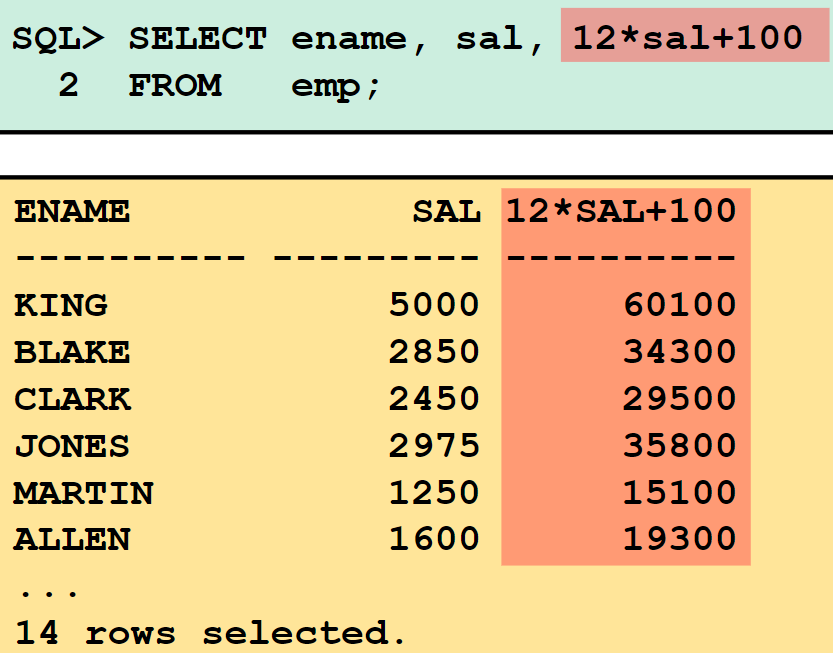 SQL> SELECT ename, sal, 12*sal+100
2 FROM emp;
ENAME SAL 12*SAL+100
---------- --------- ----------
KING 5000 60100
BLAKE 2850 34300
CLARK 2450 29500
JONES 2975 35800
MARTIN 1250 15100
ALLEN 1600 19300
...
14 rows selected.